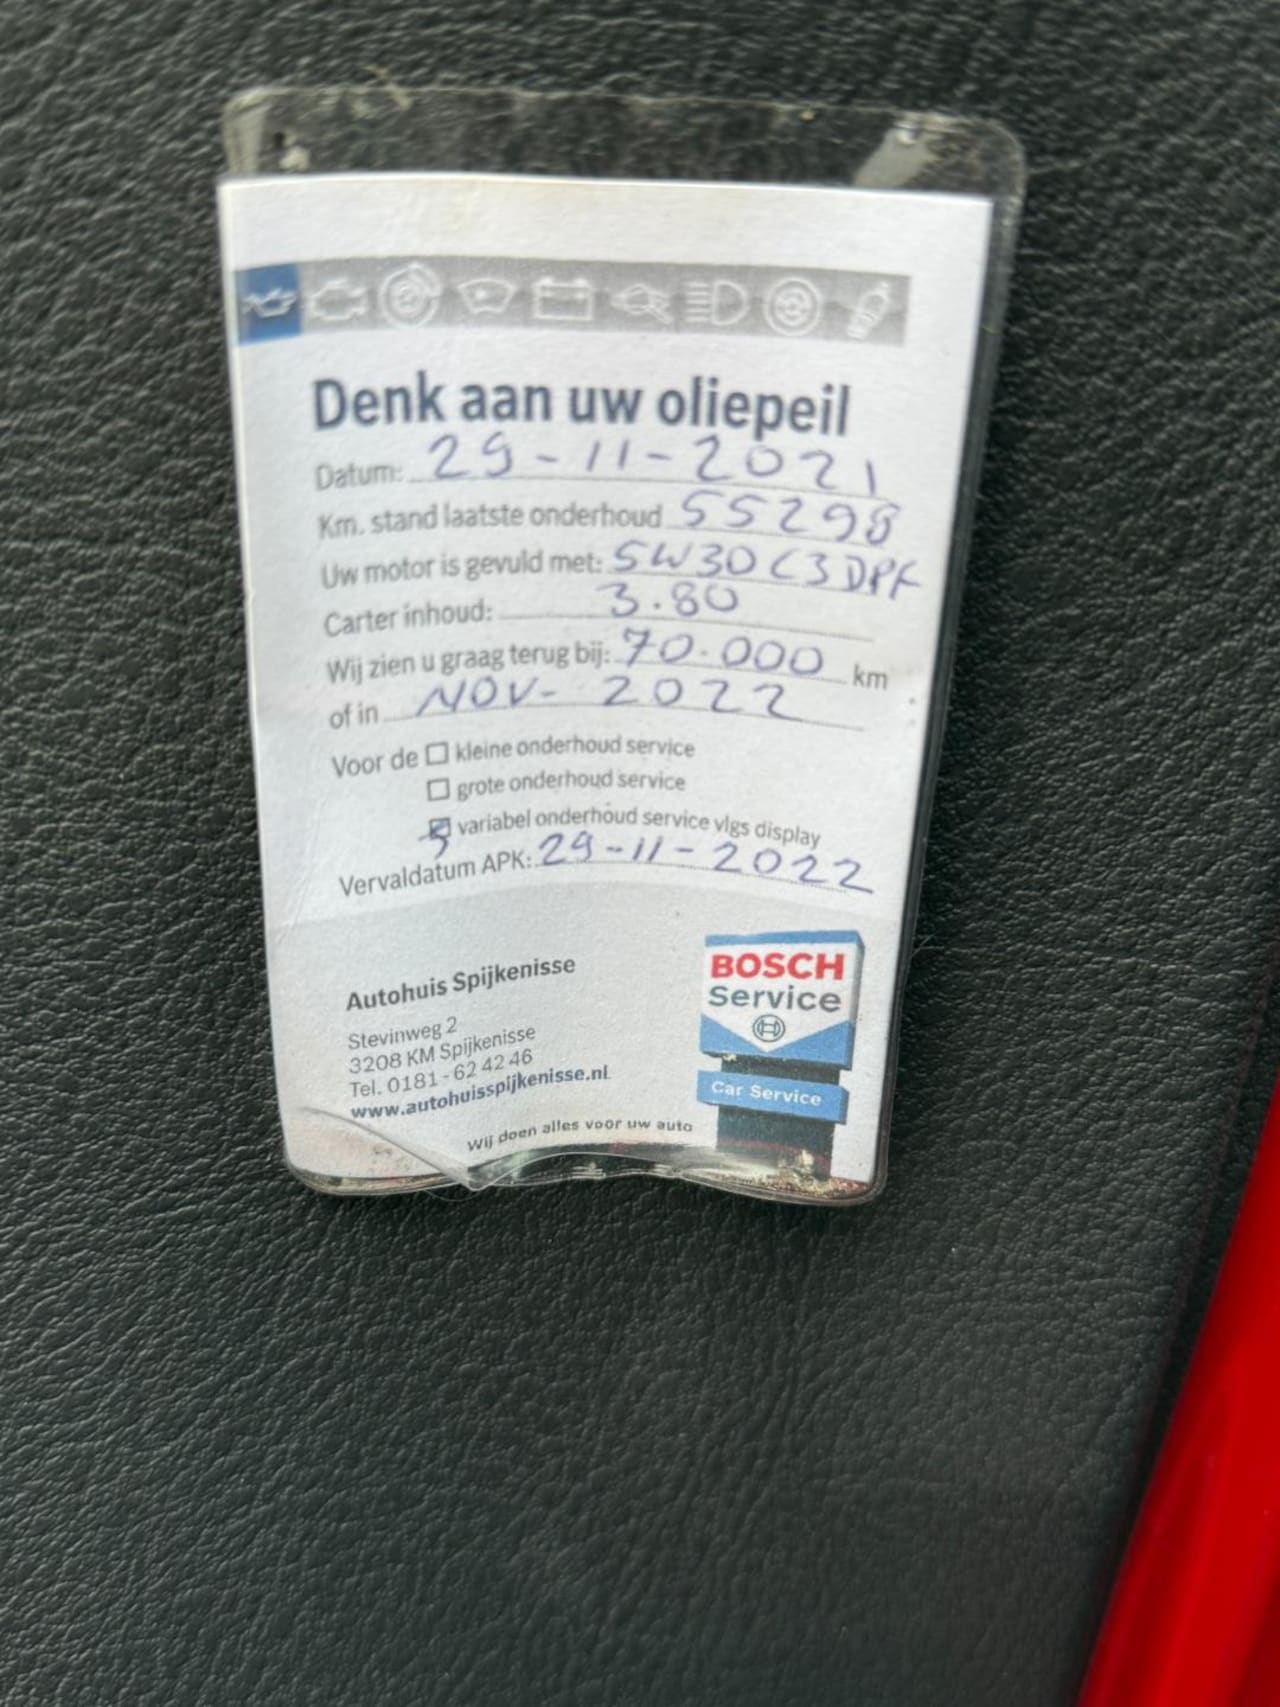 Denk aan uw oliepeil
Datum: 29-11-2021
Km. stand laatste onderhoud 55298
Uw motor is gevuld met: 5W30 C3 DPF
Carter inhoud: 3.80
Wij zien u graag terug bij: 70.000 km
of in NOV- 2022
Voor de ☐ kleine onderhoud service
☐ grote onderhoud service
☑ variabel onderhoud service vlgs display
Vervaldatum APK: 29-11-2022
Autohuis Spijkenisse
Stevinweg 2
3208 KM Spijkenisse
Tel. 0181 - 62 42 46
www.autohuisspijkenisse.nl
Wij doen alles voor uw auto
BOSCH
Service
Car Service